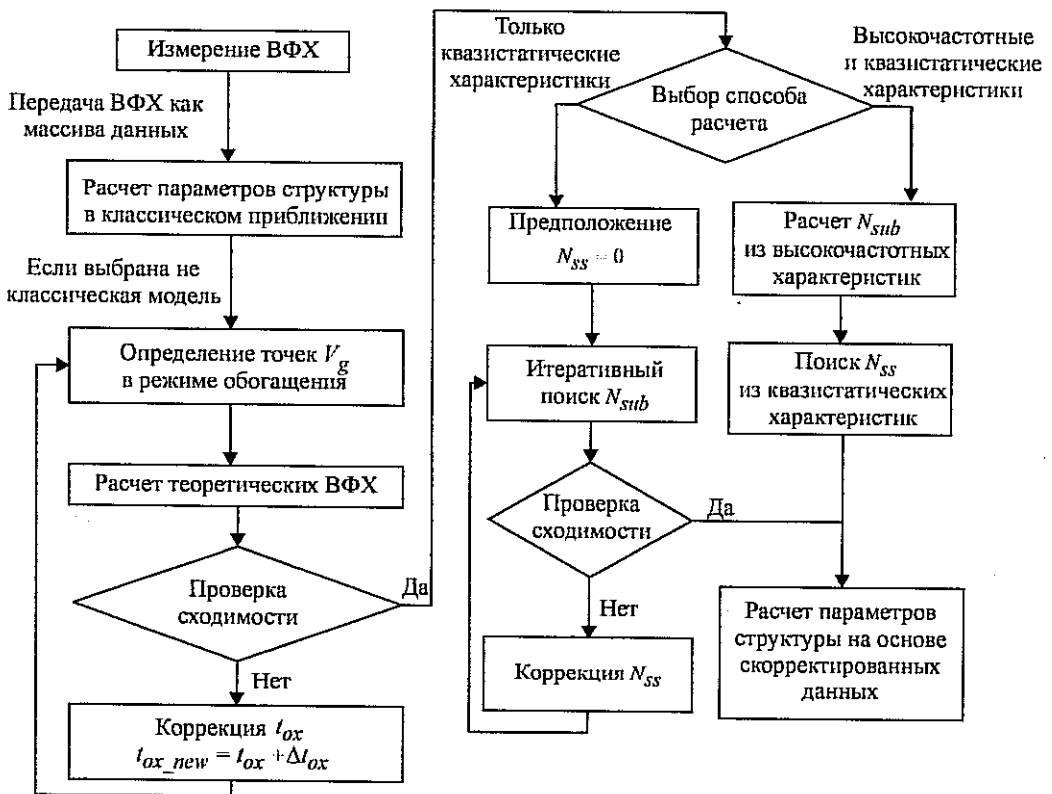 Измерение ВФХ
Передача ВФХ как
массива данных
Расчет параметров структуры
в классическом приближении
Если выбрана не
классическая модель
Определение точек V_g
в режиме обогащения
Расчет теоретических ВФХ
Проверка
сходимости
Да
Нет
Коррекция t_ox
t_ox_new = t_ox + Δt_ox
Только
квазистатические
характеристики
Высокочастотные
и квазистатические
характеристики
Выбор способа
расчета
Предположение
N_ss = 0
Итеративный
поиск N_sub
Проверка
сходимости
Да
Нет
Коррекция N_ss
Расчет N_sub
из высокочастотных
характеристик
Поиск N_ss
из квазистатических
характеристик
Расчет параметров
структуры на основе
скорректированных
данных